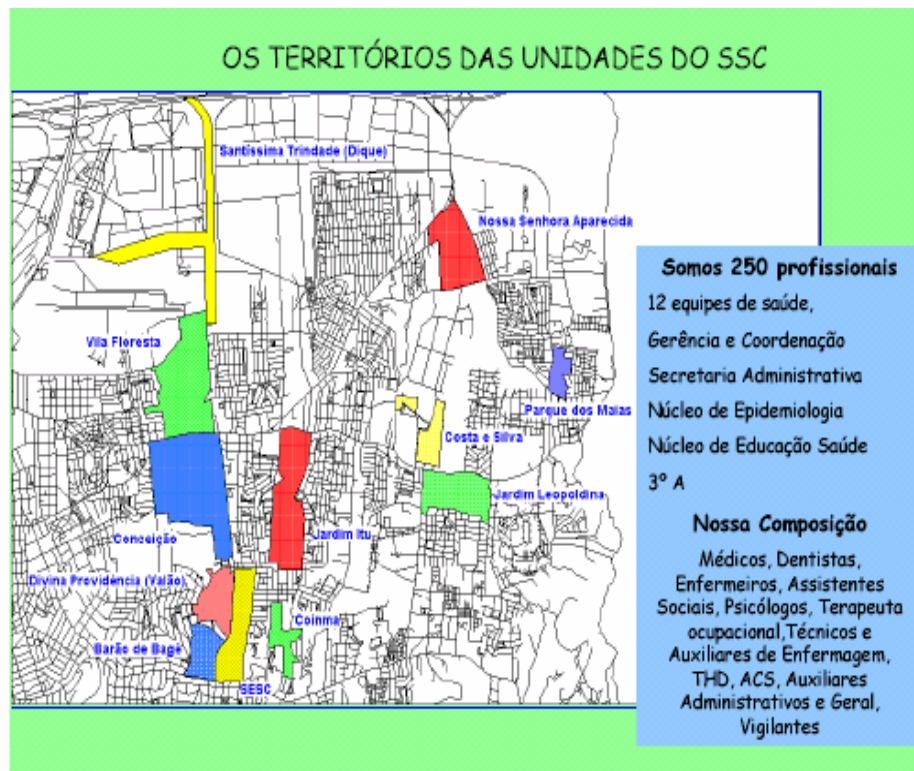 OS TERRITÓRIOS DAS UNIDADES DO SSC
Santíssima Trindade (Dique)
Nossa Senhora Aparecida
Vila Floresta
Parque dos Maias
Costa e Silva
Jardim Leopoldina
Conceição
Jardim Itu
Divina Providência (Valão)
Coinma
Barão de Bagé
SESC
Somos 250 profissionais
12 equipes de saúde,
Gerência e Coordenação
Secretaria Administrativa
Núcleo de Epidemiologia
Núcleo de Educação Saúde
3º A
Nossa Composição
Médicos, Dentistas,
Enfermeiros, Assistentes
Sociais, Psicólogos, Terapeuta
ocupacional,Técnicos e
Auxiliares de Enfermagem,
THD, ACS, Auxiliares
Administrativos e Geral,
Vigilantes